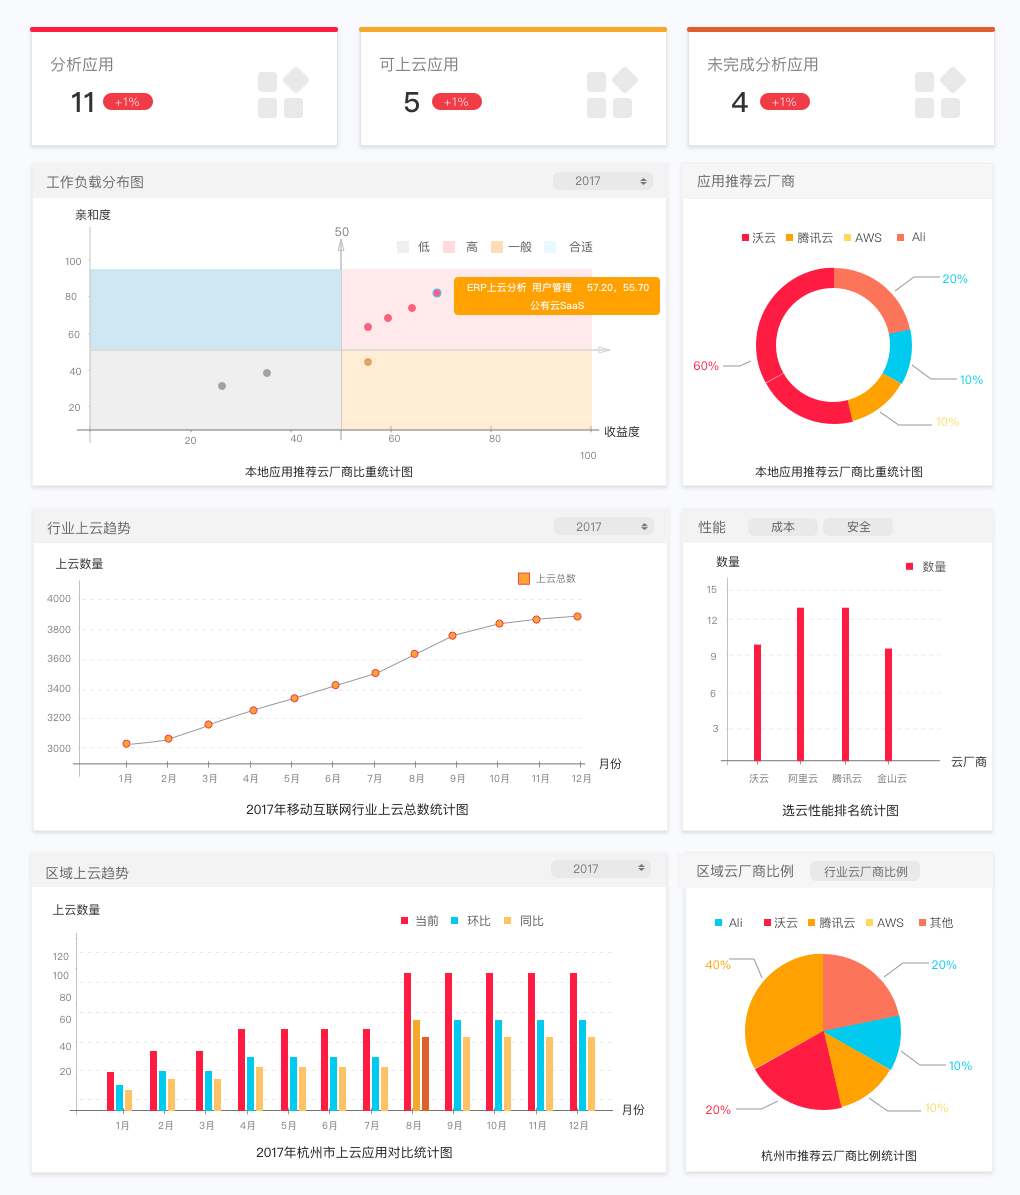 分析应用
11 +1%
可上云应用
5 +1%
未完成分析应用
4 +1%
工作负载分布图
2017
亲和度
50
低 高 一般 合适
100
80
60
40
20
ERP上云分析 用户管理 57.20，55.70
公有云SaaS
20 40 60 80 100
收益度
本地应用推荐云厂商比重统计图
应用推荐云厂商
沃云 腾讯云 AWS Ali
20%
60%
10%
10%
本地应用推荐云厂商比重统计图
行业上云趋势
2017
上云数量
上云总数
4000
3800
3600
3400
3200
3000
1月 2月 3月 4月 5月 6月 7月 8月 9月 10月 11月 12月
月份
2017年移动互联网行业上云总数统计图
性能 成本 安全
数量
数量
15
12
9
6
3
沃云 阿里云 腾讯云 金山云
云厂商
选云性能排名统计图
区域上云趋势
2017
上云数量
当前 环比 同比
120
100
80
60
40
20
1月 2月 3月 4月 5月 6月 7月 8月 9月 10月 11月 12月
月份
2017年杭州市上云应用对比统计图
区域云厂商比例 行业云厂商比例
Ali 沃云 腾讯云 AWS 其他
40%
20%
10%
20%
10%
杭州市推荐云厂商比例统计图